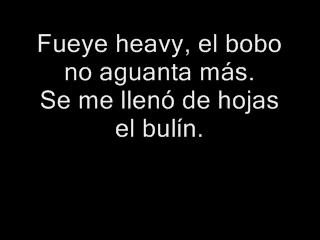 Fueye heavy, el bobo
no aguanta más.
Se me llenó de hojas
el bulín.